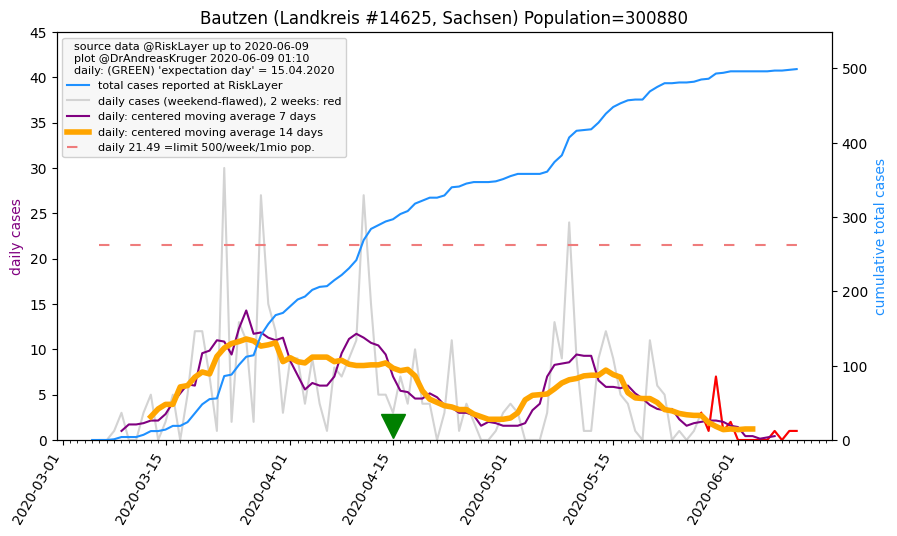 Bautzen (Landkreis #14625, Sachsen) Population=300880
source data @RiskLayer up to 2020-06-09
plot @DrAndreasKruger 2020-06-09 01:10
daily: (GREEN) 'expectation day' = 15.04.2020
total cases reported at RiskLayer
daily cases (weekend-flawed), 2 weeks: red
daily: centered moving average 7 days
daily: centered moving average 14 days
daily 21.49 =limit 500/week/1mio pop.
daily cases
45
40
35
30
25
20
15
10
5
0
cumulative total cases
500
400
300
200
100
0
2020-03-01
2020-03-15
2020-04-01
2020-04-15
2020-05-01
2020-05-15
2020-06-01